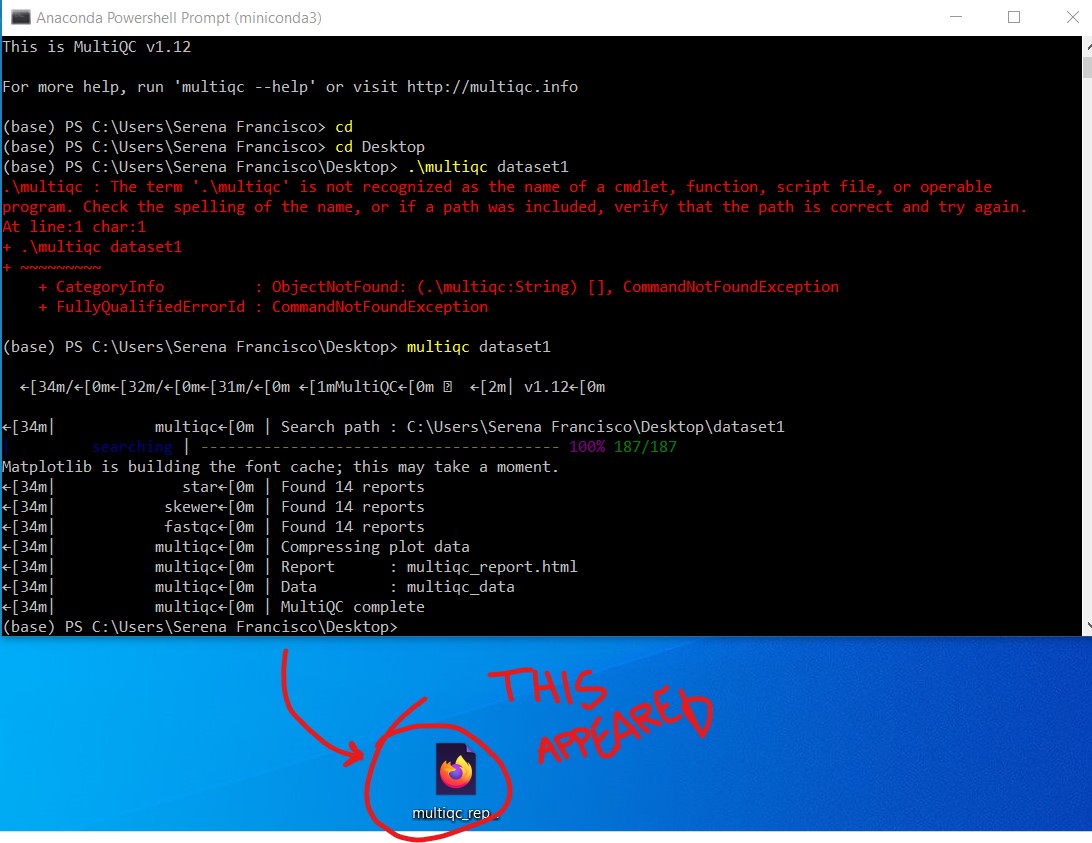 Anaconda Powershell Prompt (miniconda3)
This is MultiQC v1.12
For more help, run 'multiqc --help' or visit http://multiqc.info
(base) PS C:\Users\Serena Francisco> cd
(base) PS C:\Users\Serena Francisco> cd Desktop
(base) PS C:\Users\Serena Francisco\Desktop> .\multiqc dataset1
.\multiqc : The term '.\multiqc' is not recognized as the name of a cmdlet, function, script file, or operable
program. Check the spelling of the name, or if a path was included, verify that the path is correct and try again.
At line:1 char:1
+ .\multiqc dataset1
+ ~~~~~~~~~
    + CategoryInfo          : ObjectNotFound: (.\multiqc:String) [], CommandNotFoundException
    + FullyQualifiedErrorId : CommandNotFoundException
(base) PS C:\Users\Serena Francisco\Desktop> multiqc dataset1
  ←[34m/←[0m←[32m/←[0m←[31m/←[0m ←[1mMultiQC←[0m ⍰  ←[2m| v1.12←[0m
←[34m|           multiqc←[0m | Search path : C:\Users\Serena Francisco\Desktop\dataset1
|         searching | ---------------------------------------- 100% 187/187
Matplotlib is building the font cache; this may take a moment.
←[34m|              star←[0m | Found 14 reports
←[34m|            skewer←[0m | Found 14 reports
←[34m|            fastqc←[0m | Found 14 reports
←[34m|           multiqc←[0m | Compressing plot data
←[34m|           multiqc←[0m | Report      : multiqc_report.html
←[34m|           multiqc←[0m | Data        : multiqc_data
←[34m|           multiqc←[0m | MultiQC complete
(base) PS C:\Users\Serena Francisco\Desktop>
THIS
APPEARED
multiqc_rep...